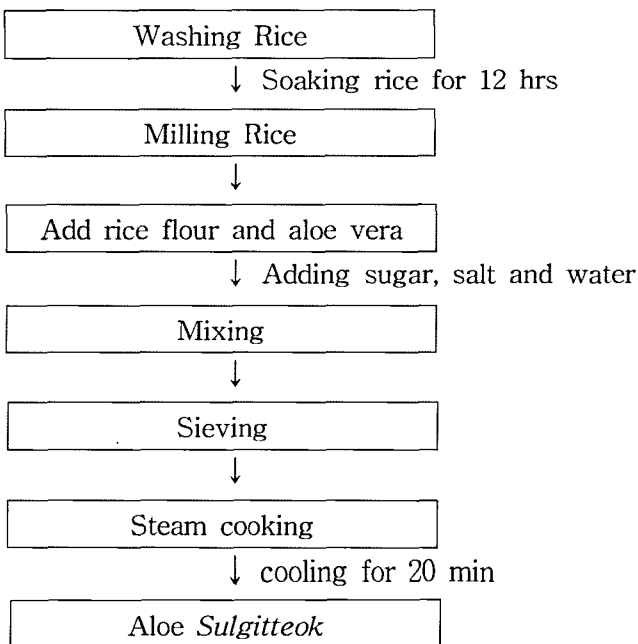 Washing Rice
↓ Soaking rice for 12 hrs
Milling Rice
↓
Add rice flour and aloe vera
↓ Adding sugar, salt and water
Mixing
↓
Sieving
↓
Steam cooking
↓ cooling for 20 min
Aloe Sulgitteok